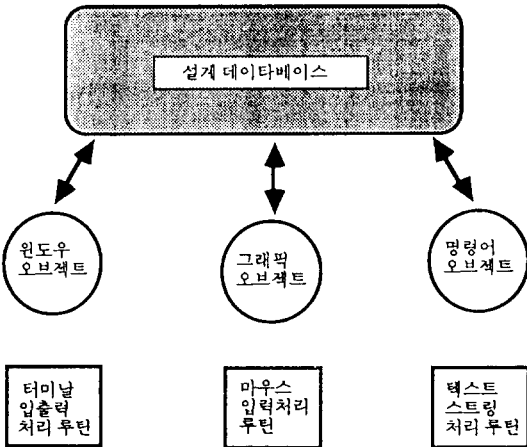 설계 데이타베이스
윈도우
오브젝트
그래픽
오브젝트
명령어
오브젝트
터미날
입출력
처리 루틴
마우스
입력처리
루틴
텍스트
스트링
처리 루틴